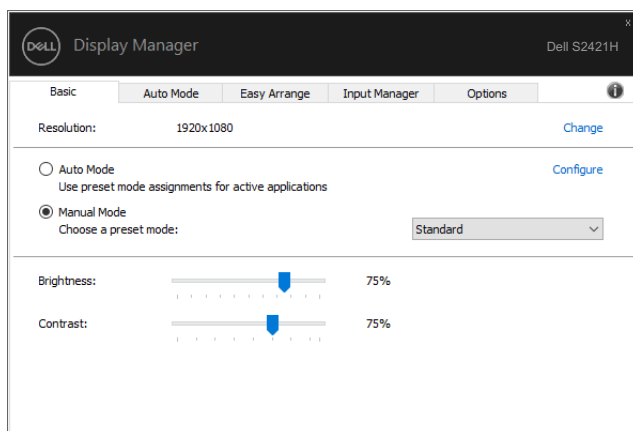 DELL Display Manager Dell S2421H
x
Basic Auto Mode Easy Arrange Input Manager Options i
Resolution: 1920x1080 Change
Auto Mode Configure
Use preset mode assignments for active applications
Manual Mode
Choose a preset mode: Standard
Brightness: 75%
Contrast: 75%